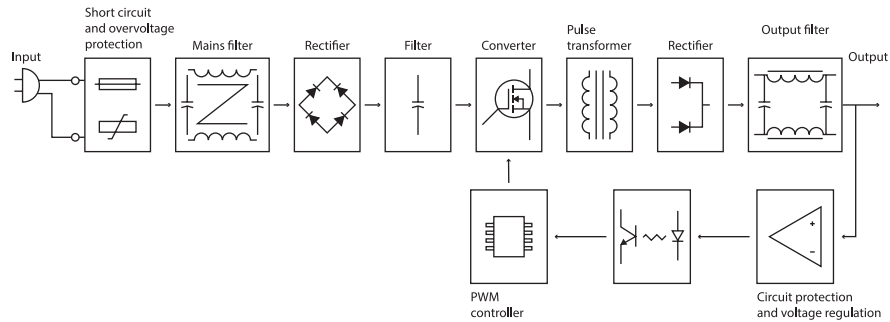 Short circuit
and overvoltage
protection
Input
Mains filter
Rectifier
Filter
Converter
Pulse
transformer
Rectifier
Output filter
Output
PWM
controller
Circuit protection
and voltage regulation